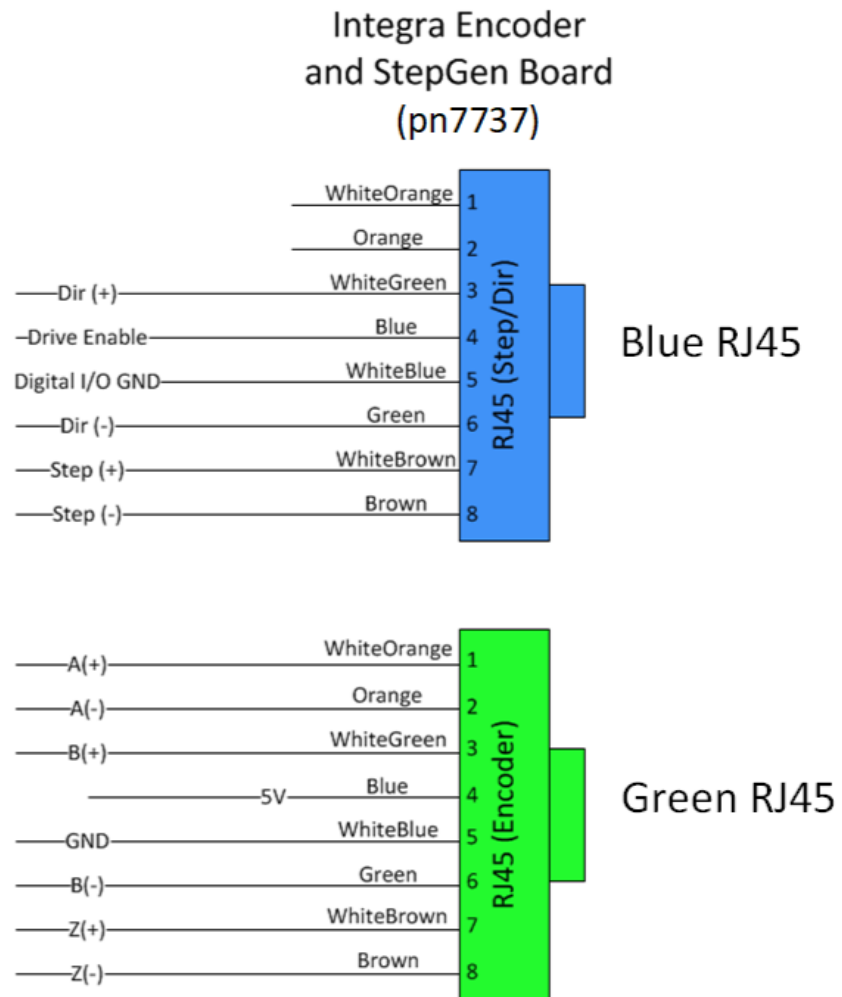 Integra Encoder
and StepGen Board
(pn7737)
WhiteOrange 1
Orange 2
Dir (+) WhiteGreen 3
Drive Enable Blue 4
Digital I/O GND WhiteBlue 5
Dir (-) Green 6
Step (+) WhiteBrown 7
Step (-) Brown 8
RJ45 (Step/Dir)
Blue RJ45
A(+) WhiteOrange 1
A(-) Orange 2
B(+) WhiteGreen 3
5V Blue 4
GND WhiteBlue 5
B(-) Green 6
Z(+) WhiteBrown 7
Z(-) Brown 8
RJ45 (Encoder)
Green RJ45